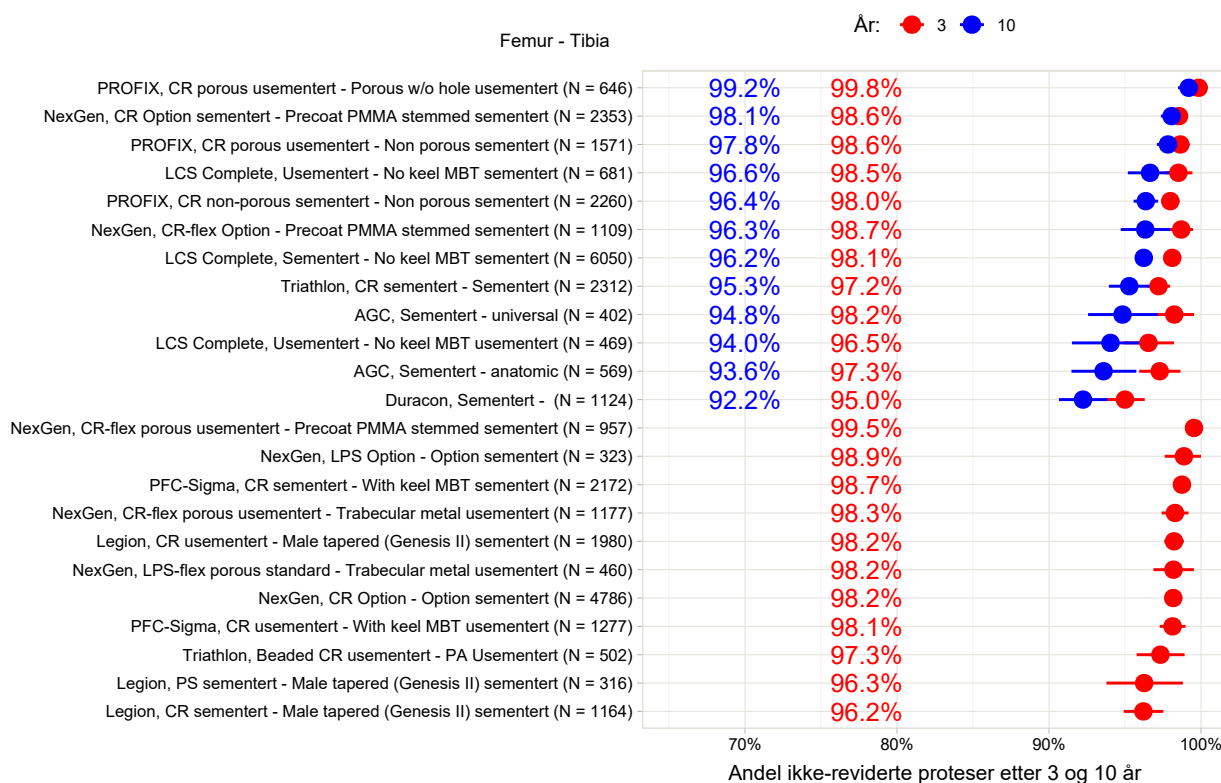 År: 3 10
Femur - Tibia
PROFIX, CR porous usementert - Porous w/o hole usementert (N = 646) 99.2% 99.8%
NexGen, CR Option sementert - Precoat PMMA stemmed sementert (N = 2353) 98.1% 98.6%
PROFIX, CR porous usementert - Non porous sementert (N = 1571) 97.8% 98.6%
LCS Complete, Usementert - No keel MBT sementert (N = 681) 96.6% 98.5%
PROFIX, CR non-porous sementert - Non porous sementert (N = 2260) 96.4% 98.0%
NexGen, CR-flex Option - Precoat PMMA stemmed sementert (N = 1109) 96.3% 98.7%
LCS Complete, Sementert - No keel MBT sementert (N = 6050) 96.2% 98.1%
Triathlon, CR sementert - Sementert (N = 2312) 95.3% 97.2%
AGC, Sementert - universal (N = 402) 94.8% 98.2%
LCS Complete, Usementert - No keel MBT usementert (N = 469) 94.0% 96.5%
AGC, Sementert - anatomic (N = 569) 93.6% 97.3%
Duracon, Sementert - (N = 1124) 92.2% 95.0%
NexGen, CR-flex porous usementert - Precoat PMMA stemmed sementert (N = 957) 99.5%
NexGen, LPS Option - Option sementert (N = 323) 98.9%
PFC-Sigma, CR sementert - With keel MBT sementert (N = 2172) 98.7%
NexGen, CR-flex porous usementert - Trabecular metal usementert (N = 1177) 98.3%
Legion, CR usementert - Male tapered (Genesis II) sementert (N = 1980) 98.2%
NexGen, LPS-flex porous standard - Trabecular metal usementert (N = 460) 98.2%
NexGen, CR Option - Option sementert (N = 4786) 98.2%
PFC-Sigma, CR usementert - With keel MBT usementert (N = 1277) 98.1%
Triathlon, Beaded CR usementert - PA Usementert (N = 502) 97.3%
Legion, PS sementert - Male tapered (Genesis II) sementert (N = 316) 96.3%
Legion, CR sementert - Male tapered (Genesis II) sementert (N = 1164) 96.2%
70% 80% 90% 100%
Andel ikke-reviderte proteser etter 3 og 10 år